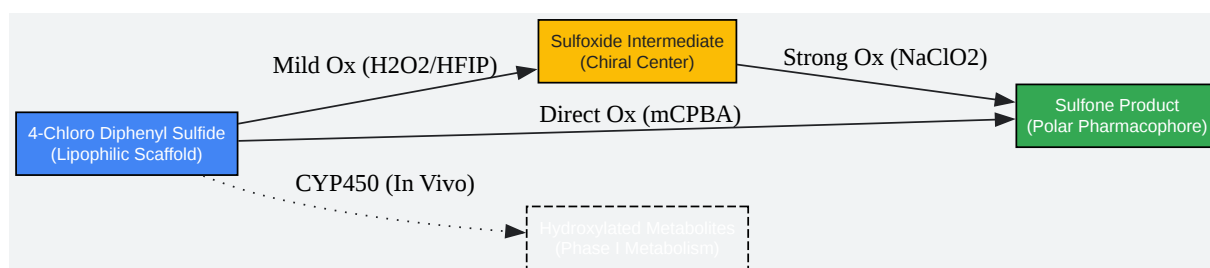 Sulfoxide Intermediate
(Chiral Center)
Mild Ox (H2O2/HFIP)
Strong Ox (NaClO2)
4-Chloro Diphenyl Sulfide
(Lipophilic Scaffold)
Direct Ox (mCPBA)
Sulfone Product
(Polar Pharmacophore)
CYP450 (In Vivo)
Hydroxylated Metabolites
(Phase I Metabolism)